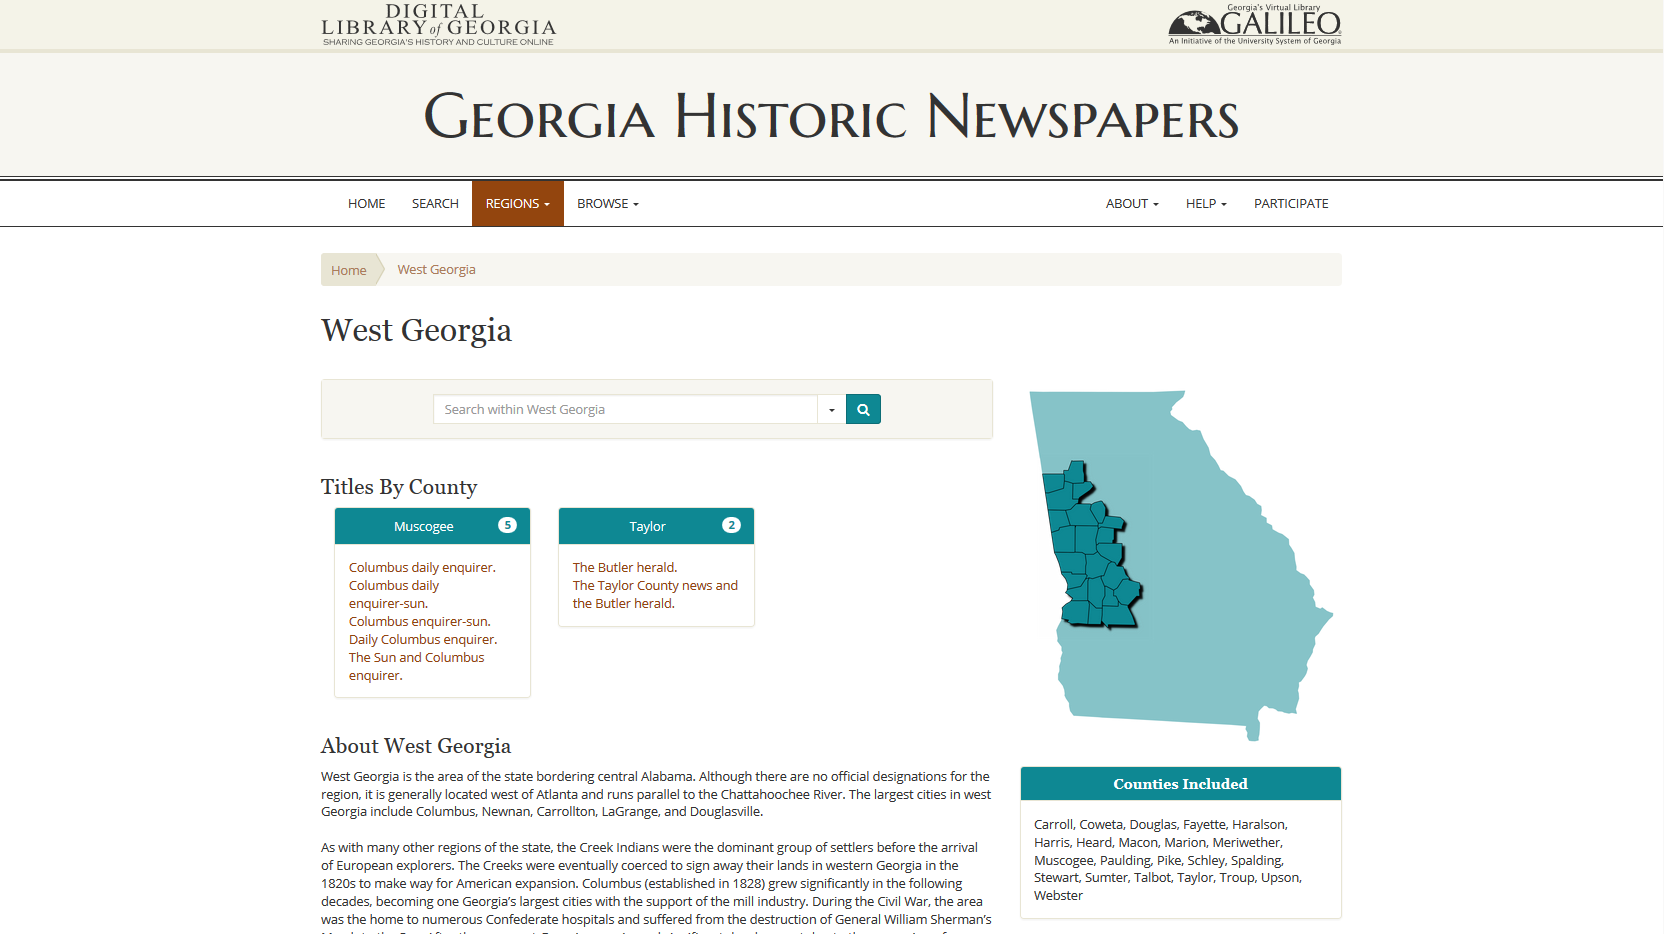 DIGITAL
LIBRARY of GEORGIA
SHARING GEORGIA'S HISTORY AND CULTURE ONLINE
Georgia's Virtual Library
GALILEO
An Initiative of the University System of Georgia
GEORGIA HISTORIC NEWSPAPERS
HOME SEARCH REGIONS BROWSE ABOUT HELP PARTICIPATE
Home West Georgia
West Georgia
Search within West Georgia
Titles By County
Muscogee 5
Columbus daily enquirer.
Columbus daily
enquirer-sun.
Columbus enquirer-sun.
Daily Columbus enquirer.
The Sun and Columbus
enquirer.
Taylor 2
The Butler herald.
The Taylor County news and
the Butler herald.
About West Georgia
West Georgia is the area of the state bordering central Alabama. Although there are no official designations for the
region, it is generally located west of Atlanta and runs parallel to the Chattahoochee River. The largest cities in west
Georgia include Columbus, Newnan, Carrollton, LaGrange, and Douglasville.
As with many other regions of the state, the Creek Indians were the dominant group of settlers before the arrival
of European explorers. The Creeks were eventually coerced to sign away their lands in western Georgia in the
1820s to make way for American expansion. Columbus (established in 1828) grew significantly in the following
decades, becoming one Georgia's largest cities with the support of the mill industry. During the Civil War, the area
was the home to numerous Confederate hospitals and suffered from the destruction of General William Sherman's
Counties Included
Carroll, Coweta, Douglas, Fayette, Haralson,
Harris, Heard, Macon, Marion, Meriwether,
Muscogee, Paulding, Pike, Schley, Spalding,
Stewart, Sumter, Talbot, Taylor, Troup, Upson,
Webster